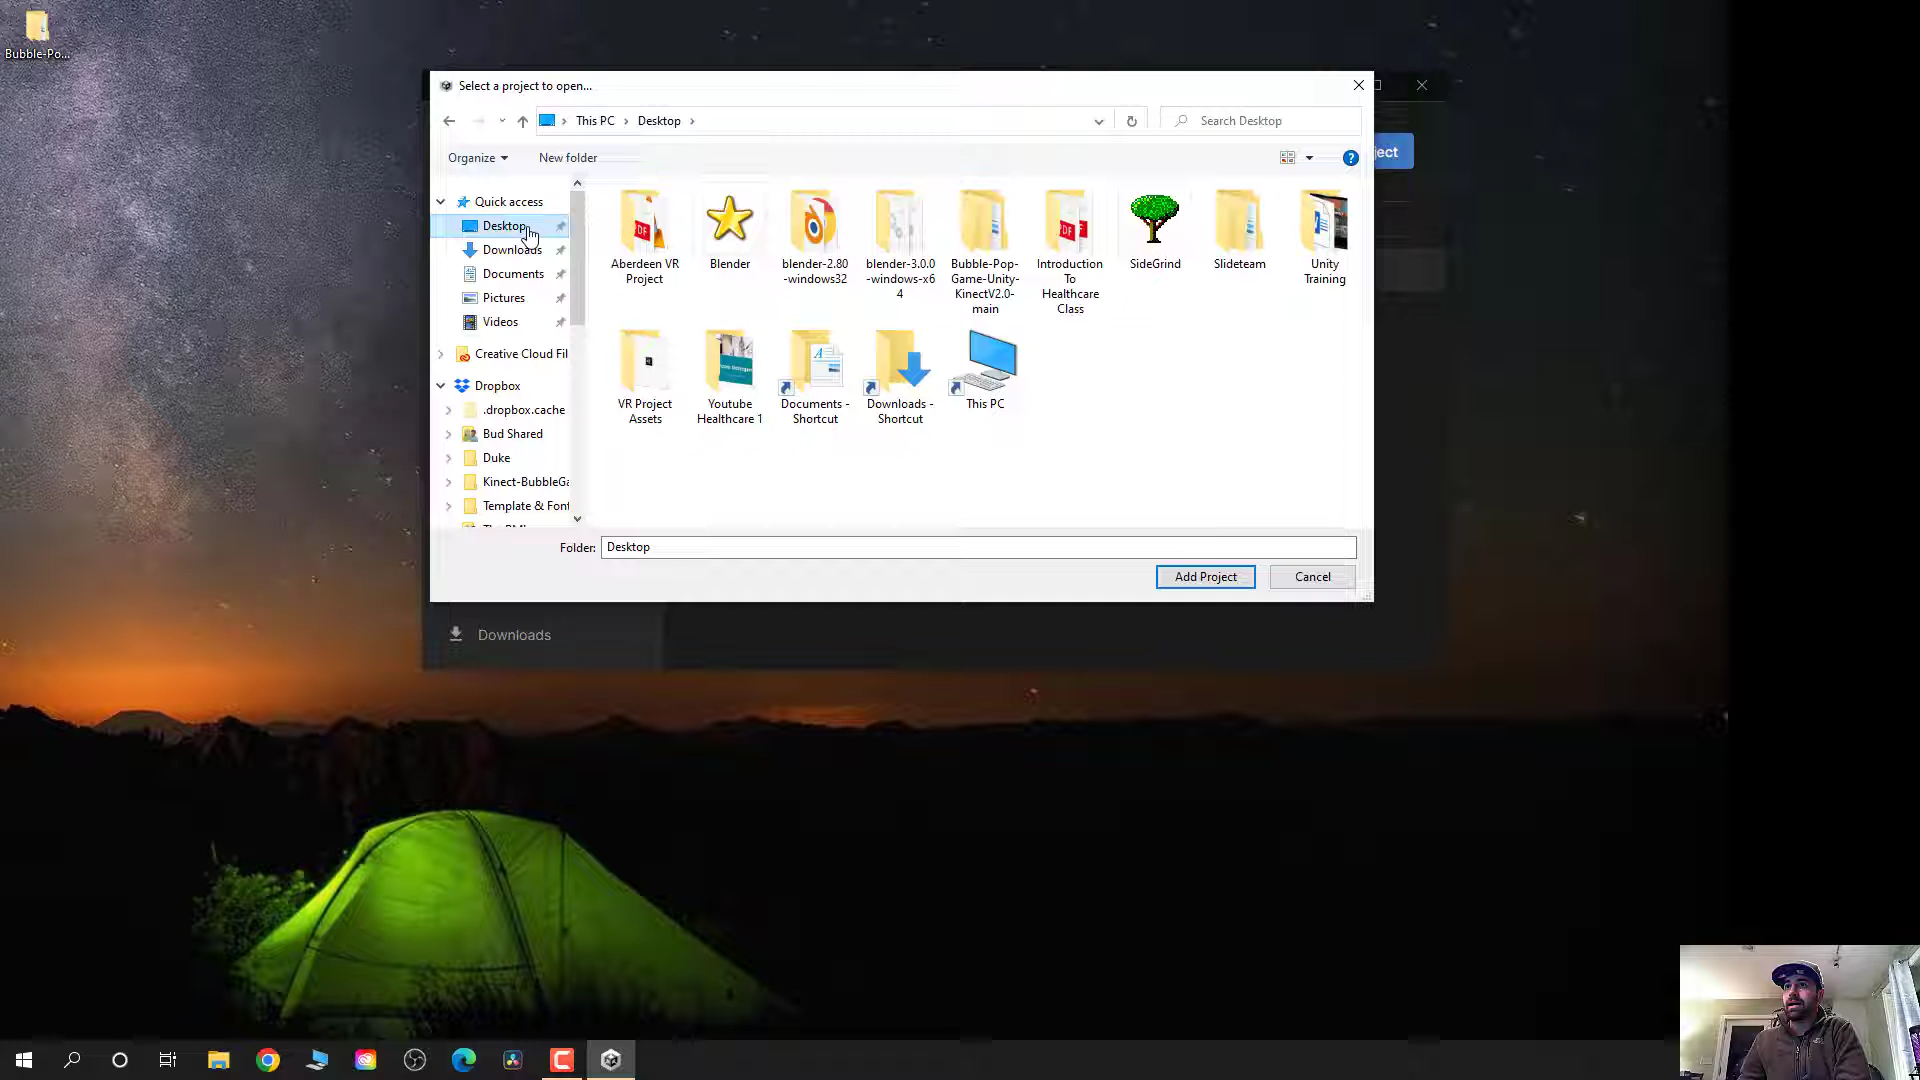 Bubble-Po...
Select a project to open...
This PC
Desktop
Search Desktop
Organize
New folder
ject
Quick access
Desktop
Downloads
Documents
Pictures
Videos
Creative Cloud Fil
Dropbox
.dropbox.cache
Bud Shared
Duke
Kinect-BubbleGa
Template & Font
Aberdeen VR
Project
Blender
blender-2.80
-windows32
blender-3.0.0
-windows-x6
4
Bubble-Pop-
Game-Unity-
KinectV2.0-
main
Introduction
To
Healthcare
Class
SideGrind
Slideteam
Unity
Training
VR Project
Assets
Youtube
Healthcare 1
Documents -
Shortcut
Downloads -
Shortcut
This PC
Folder:
Desktop
Add Project
Cancel
Downloads